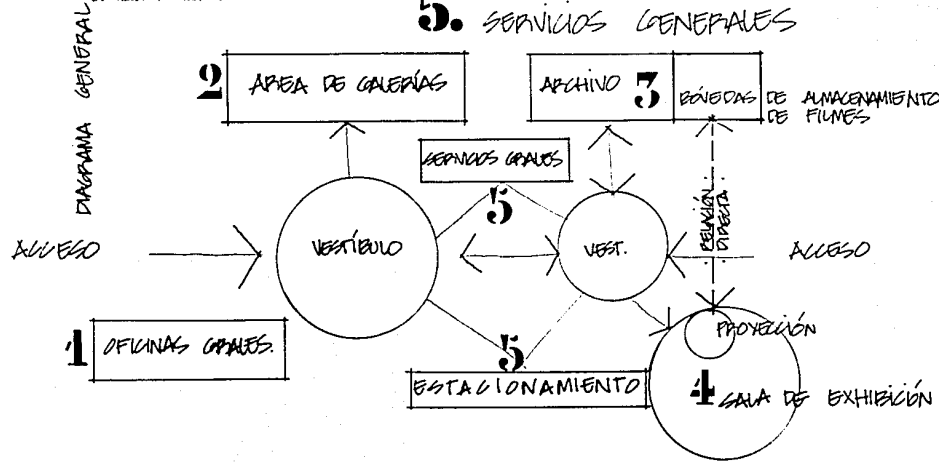 DIAGRAMA GENERAL
5. SERVICIOS GENERALES
2 AREA DE GALERÍAS
ARCHIVO 3 BÓVEDAS DE ALMACENAMIENTO
DE FILMES
SERVICIOS GRALES
5
RELACIÓN
DIRECTA
ACCESO
VESTÍBULO
VEST.
ACCESO
1 OFICINAS GRALES.
PROYECCIÓN
5
ESTACIONAMIENTO
4 SALA DE EXHIBICIÓN